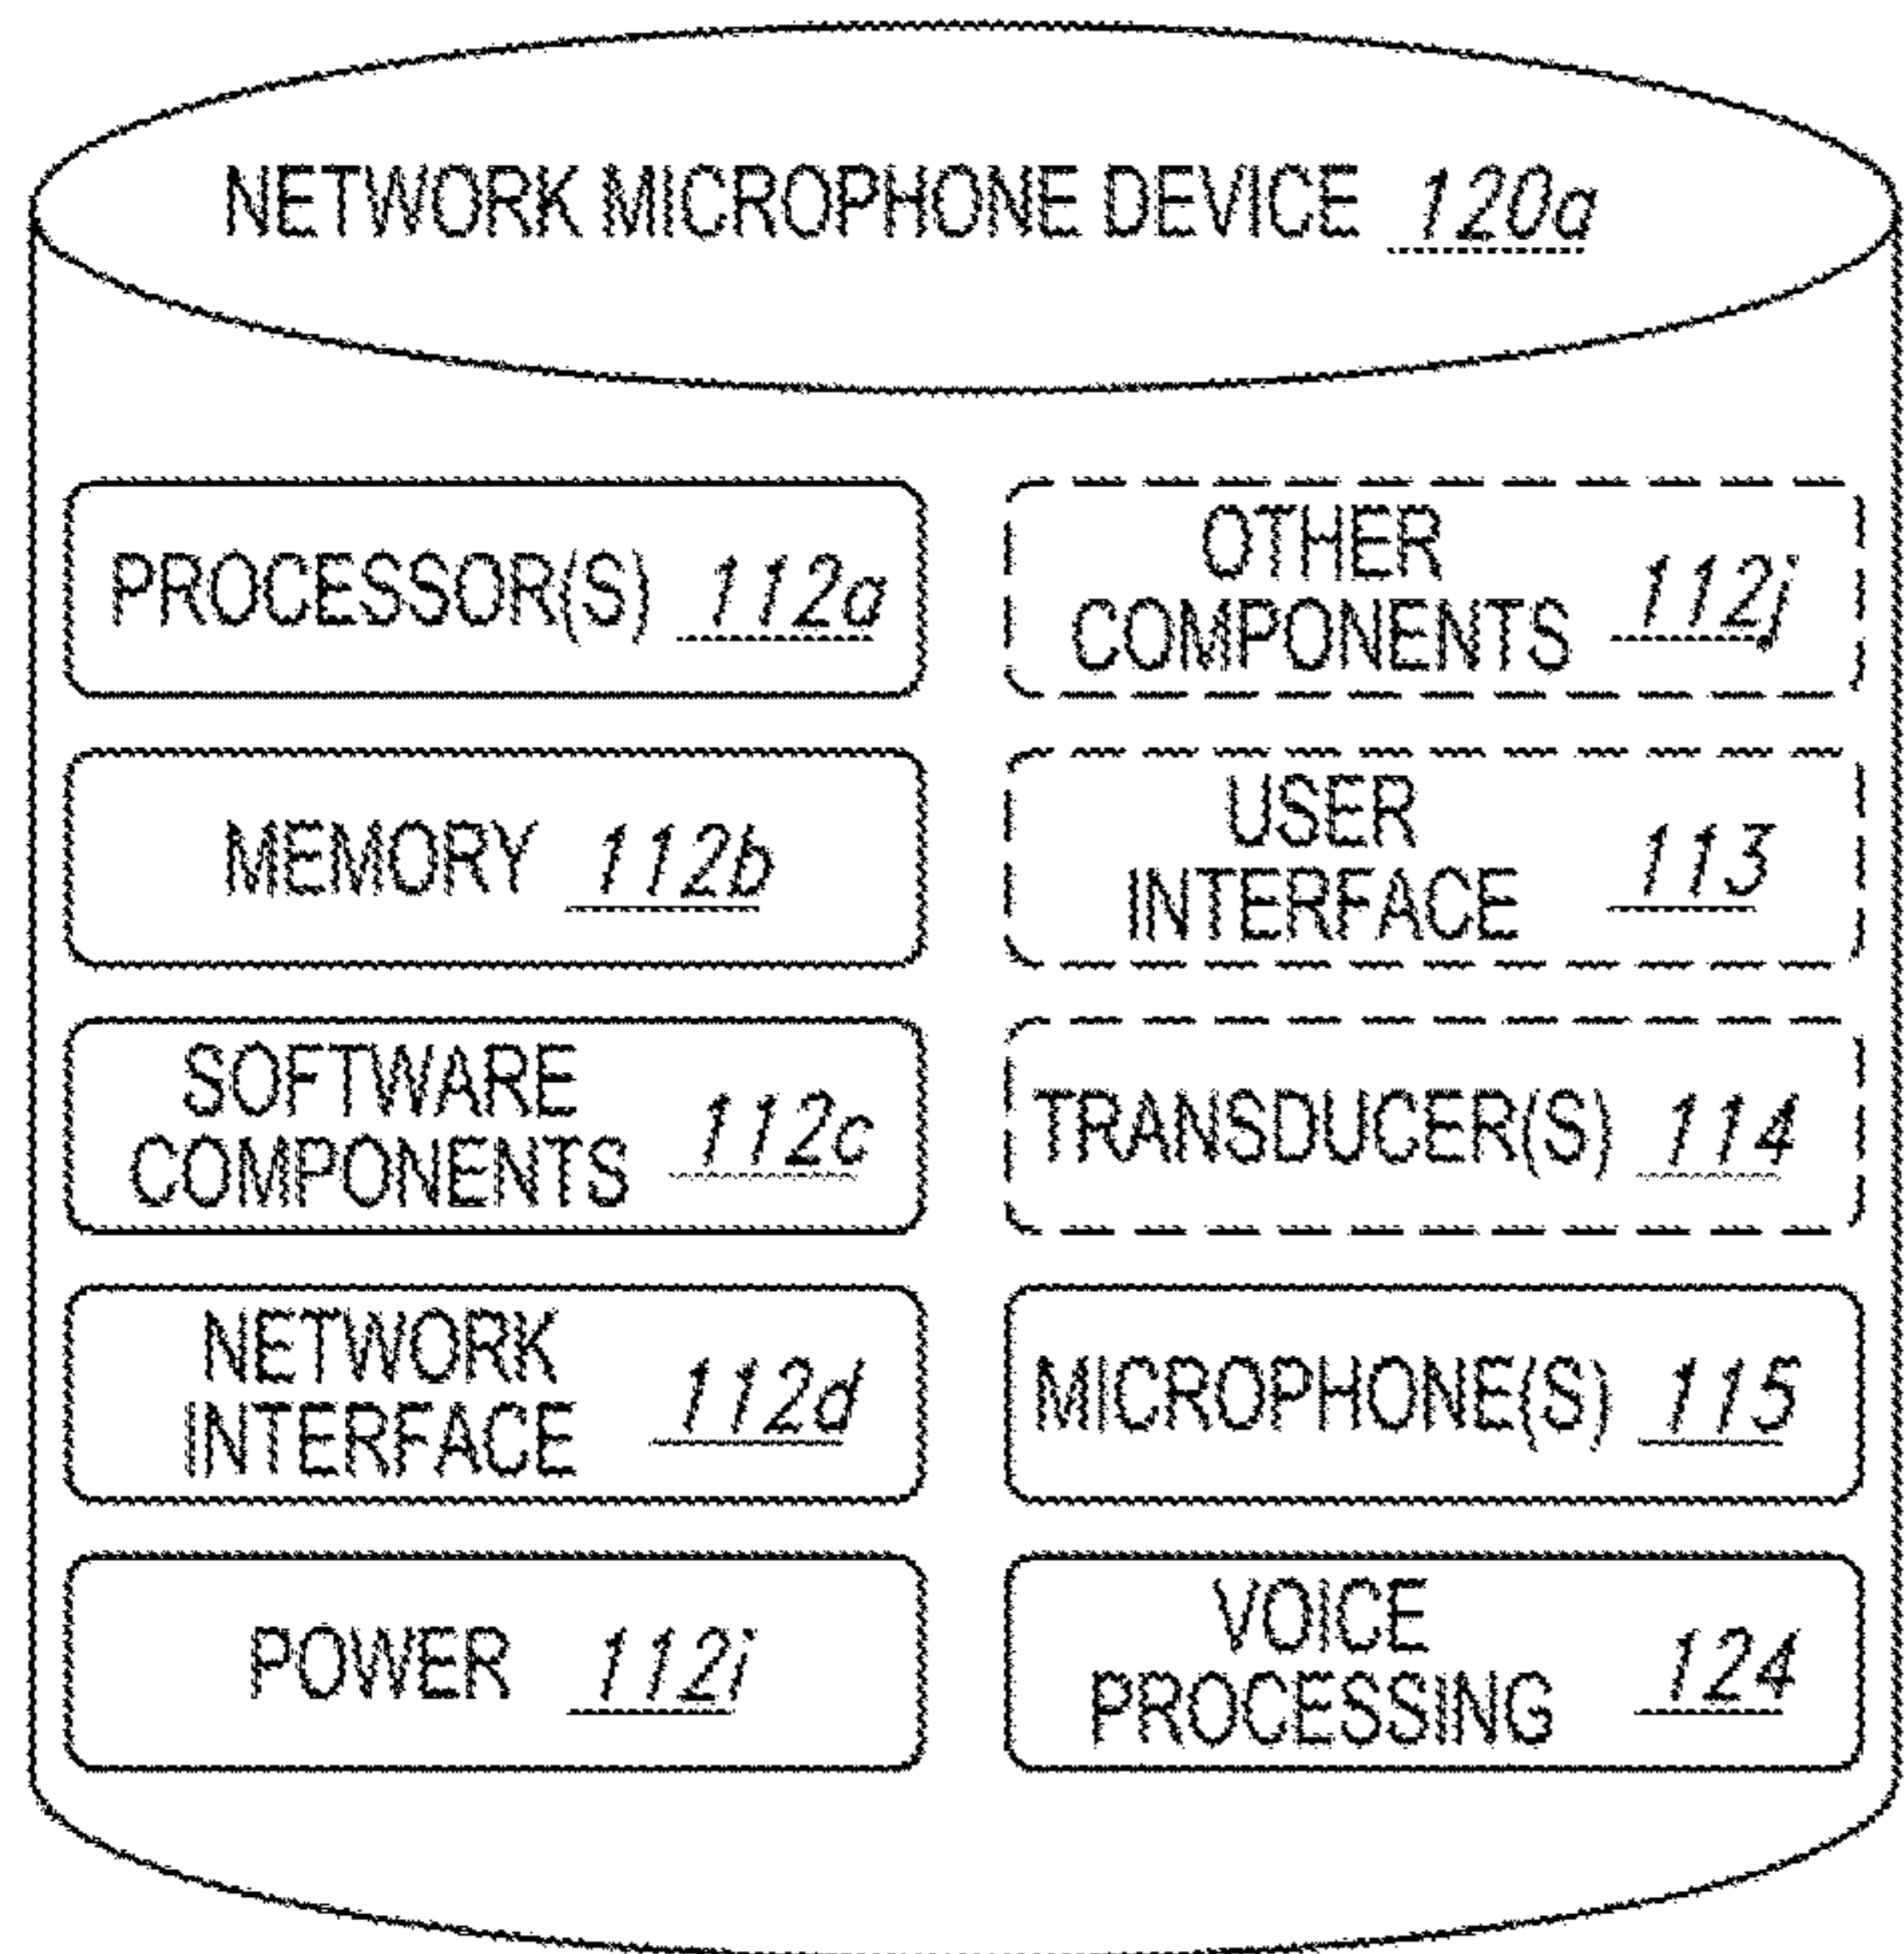 NETWORK MICROPHONE DEVICE 120a
PROCESSOR(S) 112a
MEMORY 112b
SOFTWARE
COMPONENTS 112c
NETWORK
INTERFACE 112d
POWER 112i
OTHER
COMPONENTS 112j
USER
INTERFACE 113
TRANSDUCER(S) 114
MICROPHONE(S) 115
VOICE
PROCESSING 124